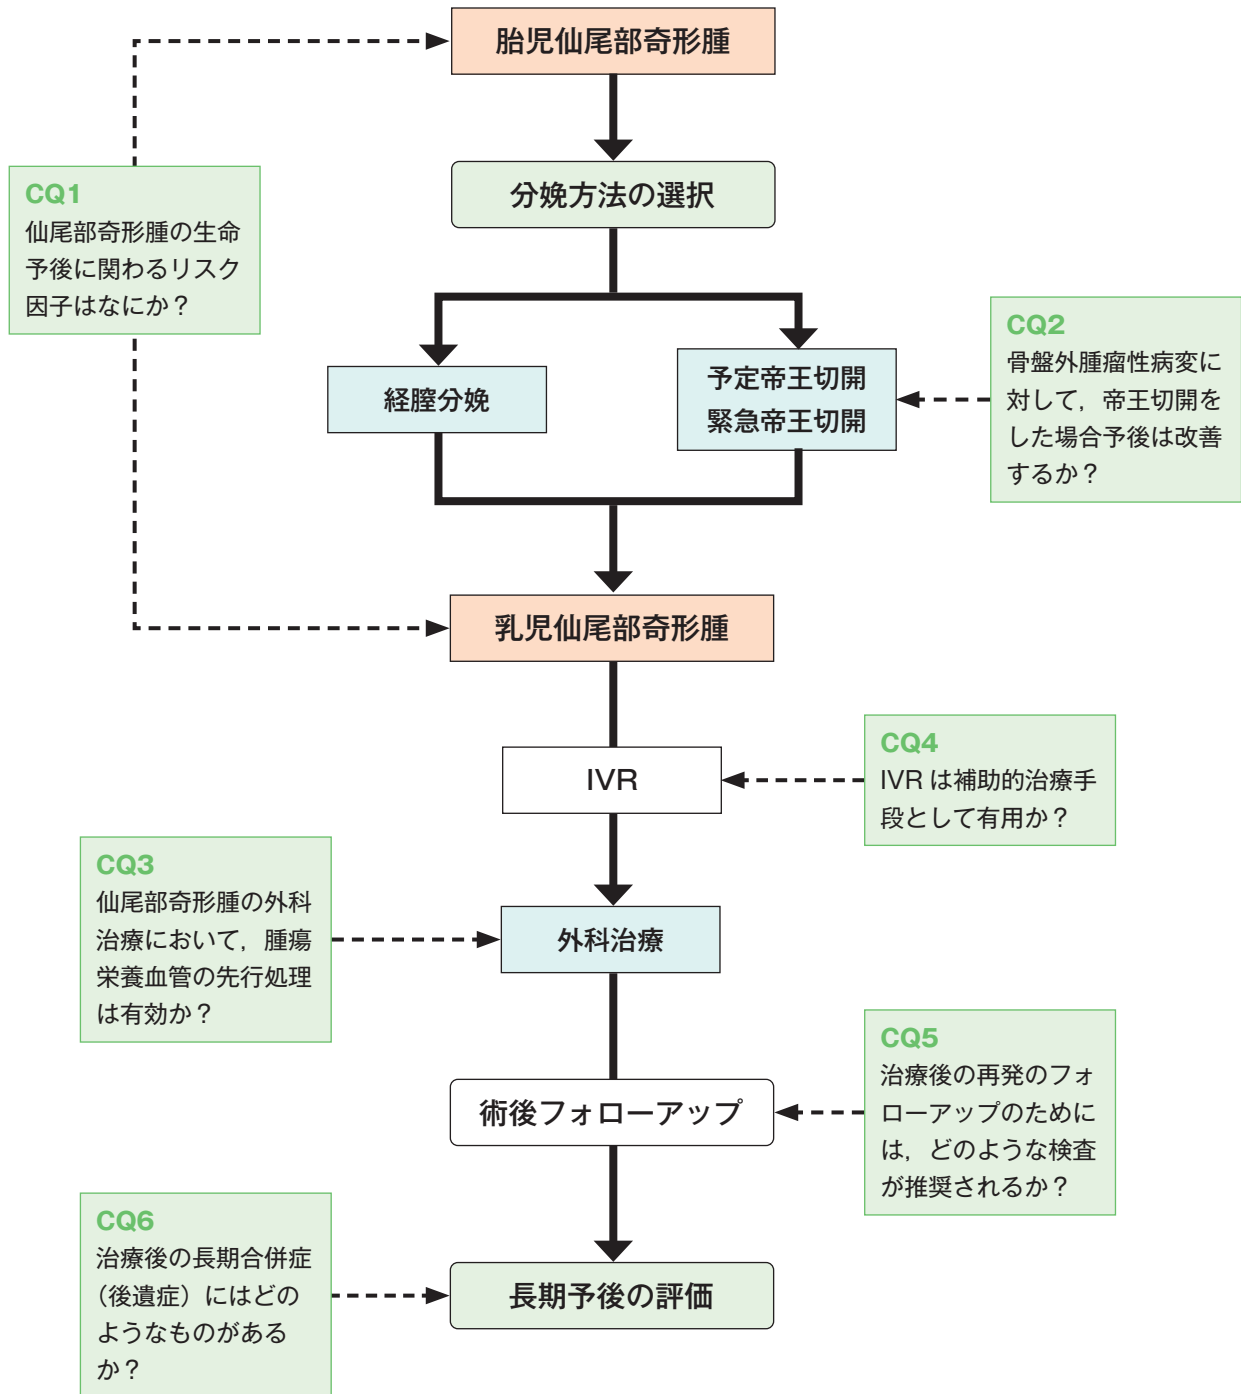 胎児仙尾部奇形腫
分娩方法の選択
CQ1
仙尾部奇形腫の生命
予後に関わるリスク
因子はなにか？
経膣分娩
予定帝王切開
緊急帝王切開
CQ2
骨盤外腫瘤性病変に
対して，帝王切開を
した場合予後は改善
するか？
乳児仙尾部奇形腫
IVR
CQ4
IVR は補助的治療手
段として有用か？
CQ3
仙尾部奇形腫の外科
治療において，腫瘍
栄養血管の先行処理
は有効か？
外科治療
術後フォローアップ
CQ5
治療後の再発のフォ
ローアップのために
は，どのような検査
が推奨されるか？
CQ6
治療後の長期合併症
（後遺症）にはどの
ようなものがある
か？
長期予後の評価